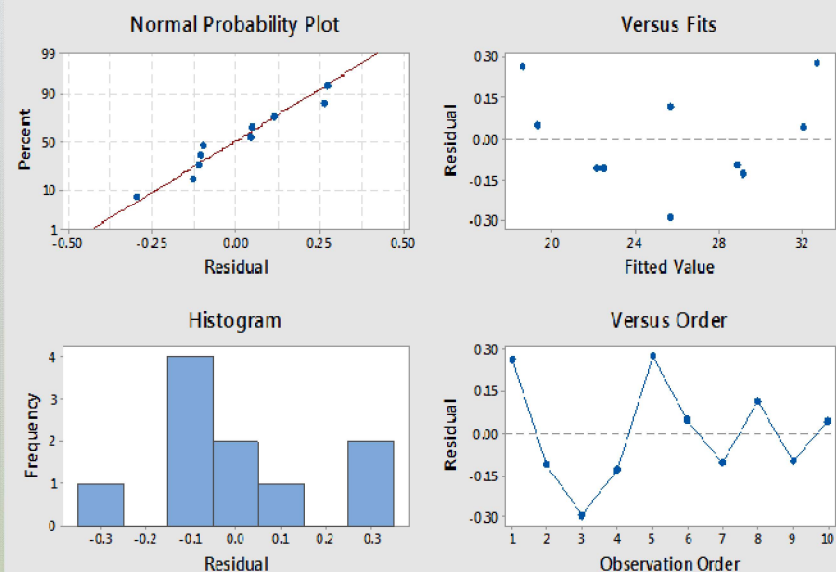 Normal Probability Plot
99
90
50
10
1
Percent
-0.50 -0.25 0.00 0.25 0.50
Residual
Versus Fits
0.30
0.15
0.00
-0.15
-0.30
Residual
20 24 28 32
Fitted Value
Histogram
4
3
2
1
0
Frequency
-0.3 -0.2 -0.1 0.0 0.1 0.2 0.3
Residual
Versus Order
0.30
0.15
0.00
-0.15
-0.30
Residual
1 2 3 4 5 6 7 8 9 10
Observation Order